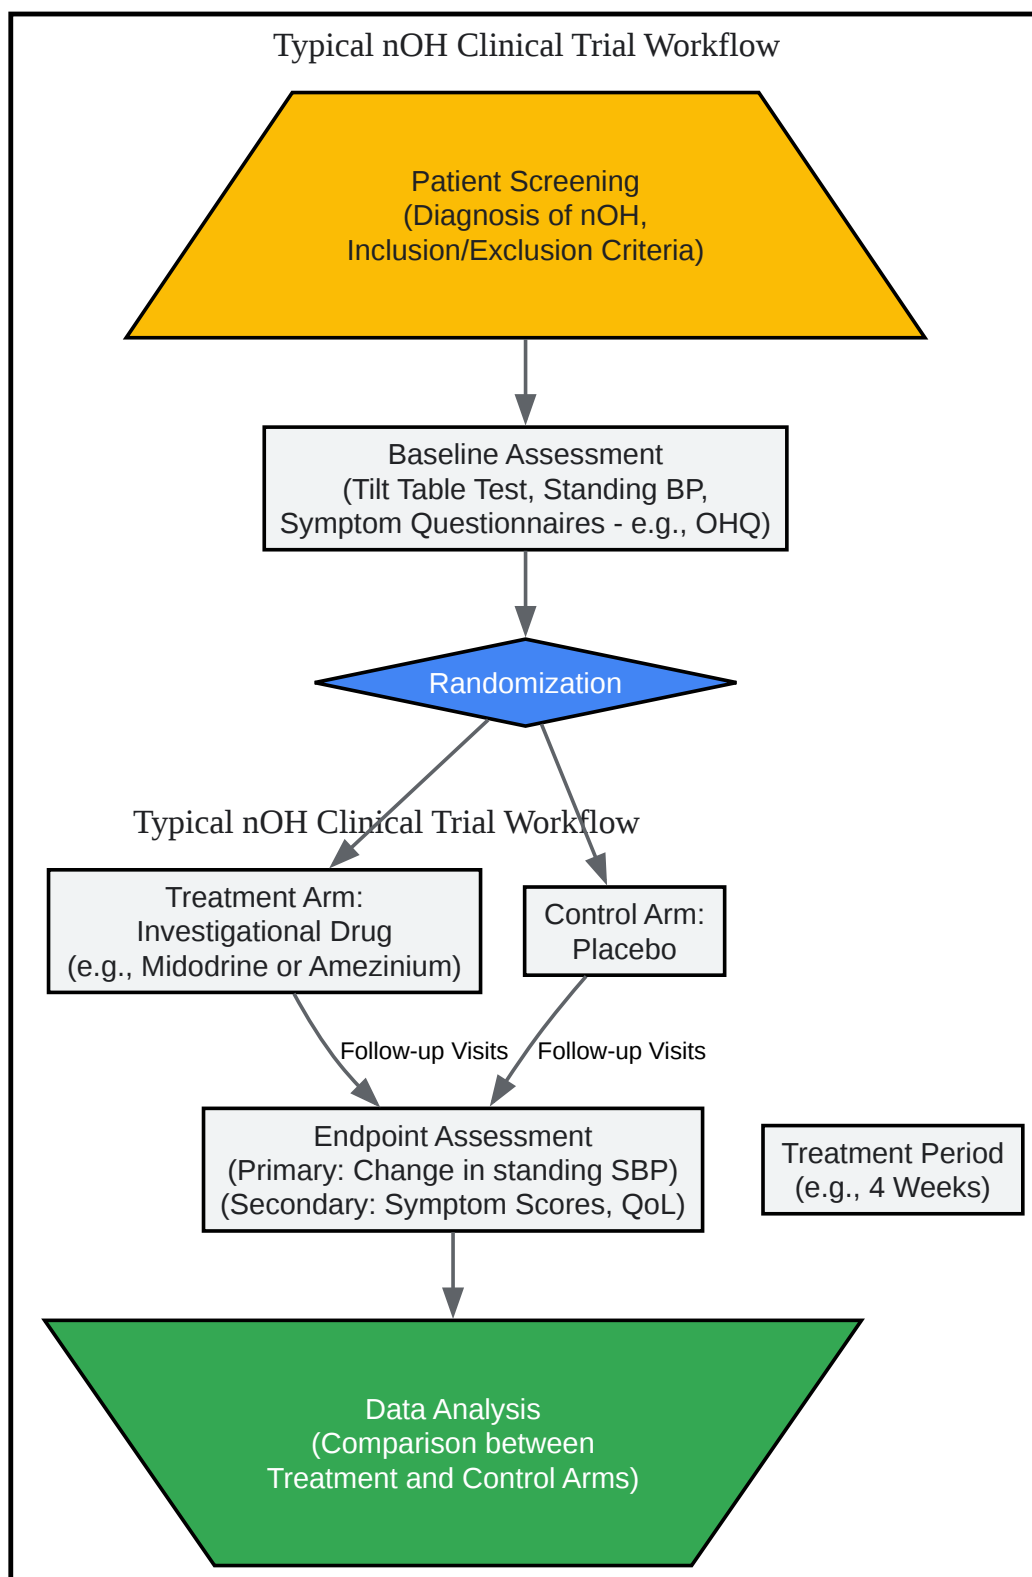 Typical nOH Clinical Trial Workflow
Patient Screening
(Diagnosis of nOH,
Inclusion/Exclusion Criteria)
Baseline Assessment
(Tilt Table Test, Standing BP,
Symptom Questionnaires - e.g., OHQ)
Randomization
Typical nOH Clinical Trial Workflow
Treatment Arm:
Investigational Drug
(e.g., Midodrine or Amezinium)
Control Arm:
Placebo
Follow-up Visits
Follow-up Visits
Endpoint Assessment
(Primary: Change in standing SBP)
(Secondary: Symptom Scores, QoL)
Treatment Period
(e.g., 4 Weeks)
Data Analysis
(Comparison between
Treatment and Control Arms)